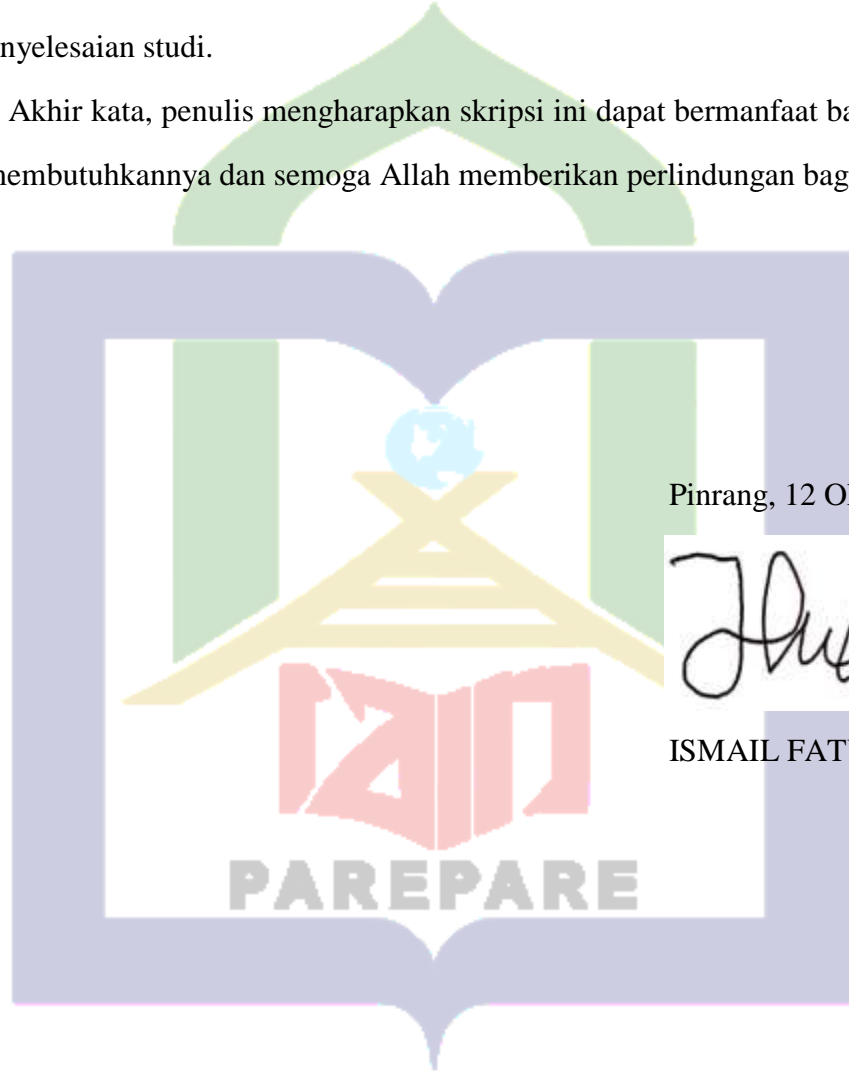 nyelesaian studi.
Akhir kata, penulis mengharapkan skripsi ini dapat bermanfaat ba
membutuhkannya dan semoga Allah memberikan perlindungan bag
Pinrang, 12 O
ISMAIL FAT
iain
PAREPARE